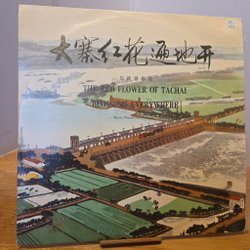 大寨红花遍地开
THE RED FLOWER OF TACHAI
BLOSSOMS EVERYWHERE